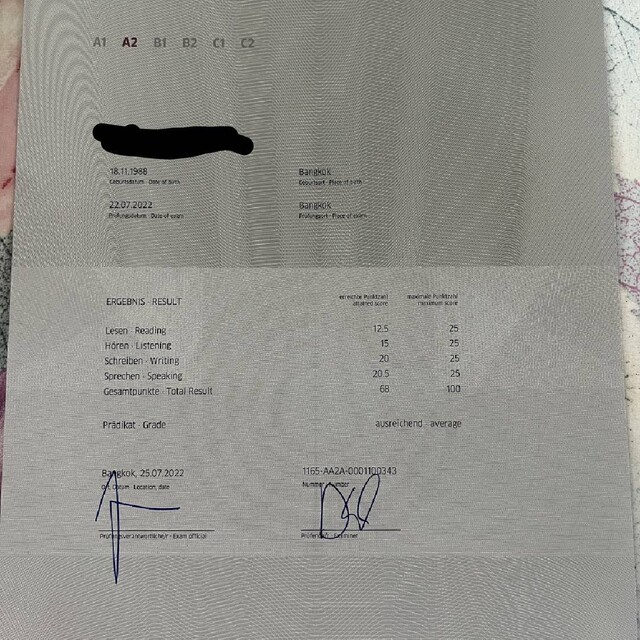 A1 A2 B1 B2 C1 C2
18.11.1988 Bangkok
Geburtsdatum · Date of birth Geburtsort · Place of birth
22.07.2022 Bangkok
Prüfungsdatum · Date of exam Prüfungsort · Place of exam
ERGEBNIS · RESULT erreichte Punktzahl maximale Punktzahl
attained score maximum score
Lesen · Reading 12.5 25
Hören · Listening 15 25
Schreiben · Writing 20 25
Sprechen · Speaking 20.5 25
Gesamtpunkte · Total Result 68 100
Prädikat · Grade ausreichend · average
Bangkok, 25.07.2022 1165-AA2A-0001100343
Ort, Datum · Location, date Nummer · Number
Prüfungsverantwortliche/r · Exam official Prüfende/r · Examiner